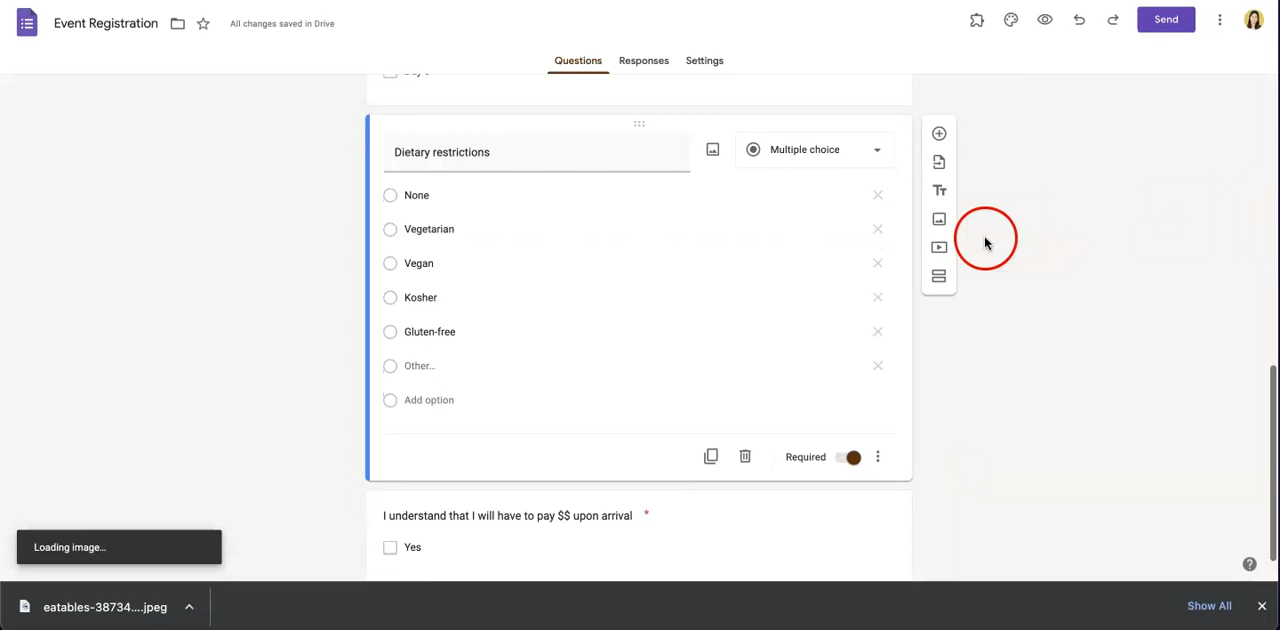 Event Registration
All changes saved in Drive
Send
Questions
Responses
Settings
Dietary restrictions
Multiple choice
None
Vegetarian
Vegan
Kosher
Gluten-free
Other...
Add option
Required
I understand that I will have to pay $$ upon arrival *
Yes
Loading image...
eatables-38734....jpeg
Show All